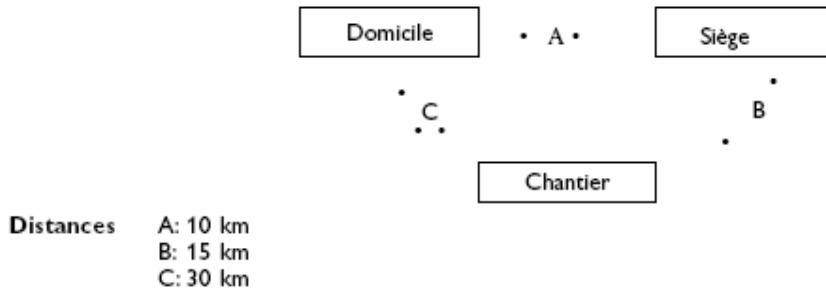 Domicile • A • Siège
C B
Chantier
Distances A: 10 km
B: 15 km
C: 30 km